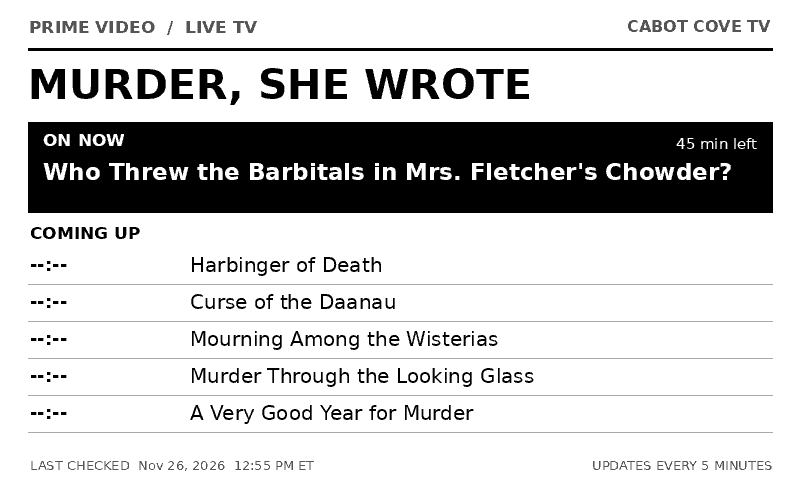 PRIME VIDEO / LIVE TV
CABOT COVE TV
MURDER, SHE WROTE
ON NOW
45 min left
Who Threw the Barbitals in Mrs. Fletcher's Chowder?
COMING UP
--:-- Harbinger of Death
--:-- Curse of the Daanau
--:-- Mourning Among the Wisterias
--:-- Murder Through the Looking Glass
--:-- A Very Good Year for Murder
LAST CHECKED Nov 26, 2026 12:55 PM ET
UPDATES EVERY 5 MINUTES